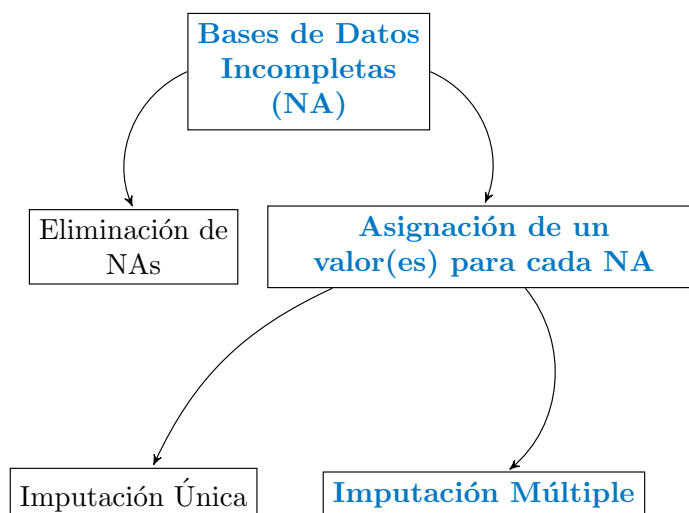 Bases de Datos
Incompletas
(NA)
Eliminación de
NAs
Asignación de un
valor(es) para cada NA
Imputación Única
Imputación Múltiple